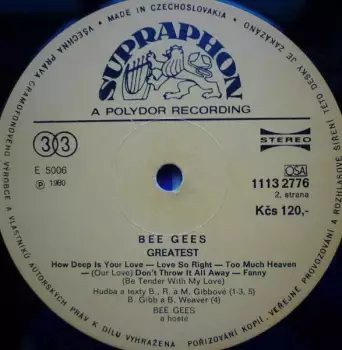 MADE IN CZECHOSLOVAKIA
VŠECHNA PRÁVA GRAMOFONOVÉHO VÝROBCE A VLASTNÍKŮ AUTORSKÝCH PRÁV K DÍLU VYHRAŽENA
POŘIZOVÁNÍ KOPIÍ, VEŘEJNÉ PROVOZOVÁNÍ A ROZHLASOVÉ ŠÍŘENÍ TÉTO DESKY JE ZAKÁZÁNO
SUPRAPHON
A POLYDOR RECORDING
33
STEREO
E 5006
OSA
Ⓟ 1980
1113 2776
2. strana
Kčs 120,-
BEE GEES
GREATEST
How Deep Is Your Love — Love So Right — Too Much Heaven
— (Our Love) Don't Throw It All Away — Fanny
(Be Tender With My Love)
Hudba a texty B., R. a M. Gibbové (1-3, 5)
B. Gibb a B. Weaver (4)
BEE GEES
a hosté